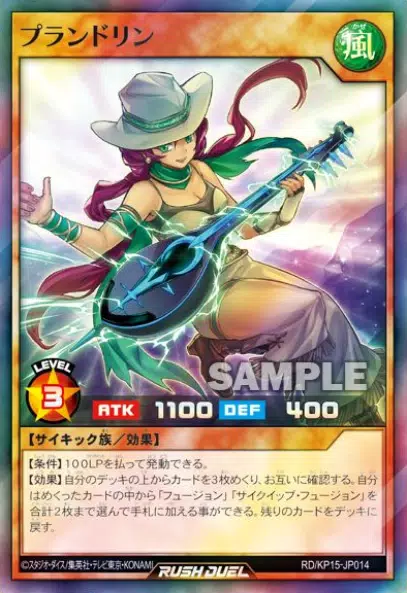 プランドリン
かぜ
風
SAMPLE
LEVEL
3
ATK 1100 DEF 400
【サイキック族/効果】
【条件】100LPを払って発動できる。
【効果】自分のデッキの上からカードを3枚めくり、お互いに確認する。自分
はめくったカードの中から「フュージョン」「サイクイップ・フュージョン」を
合計2枚まで選んで手札に加える事ができる。残りのカードをデッキに
戻す。
©スタジオ・ダイス/集英社・テレビ東京・KONAMI
RUSH DUEL
RD/KP15-JP014